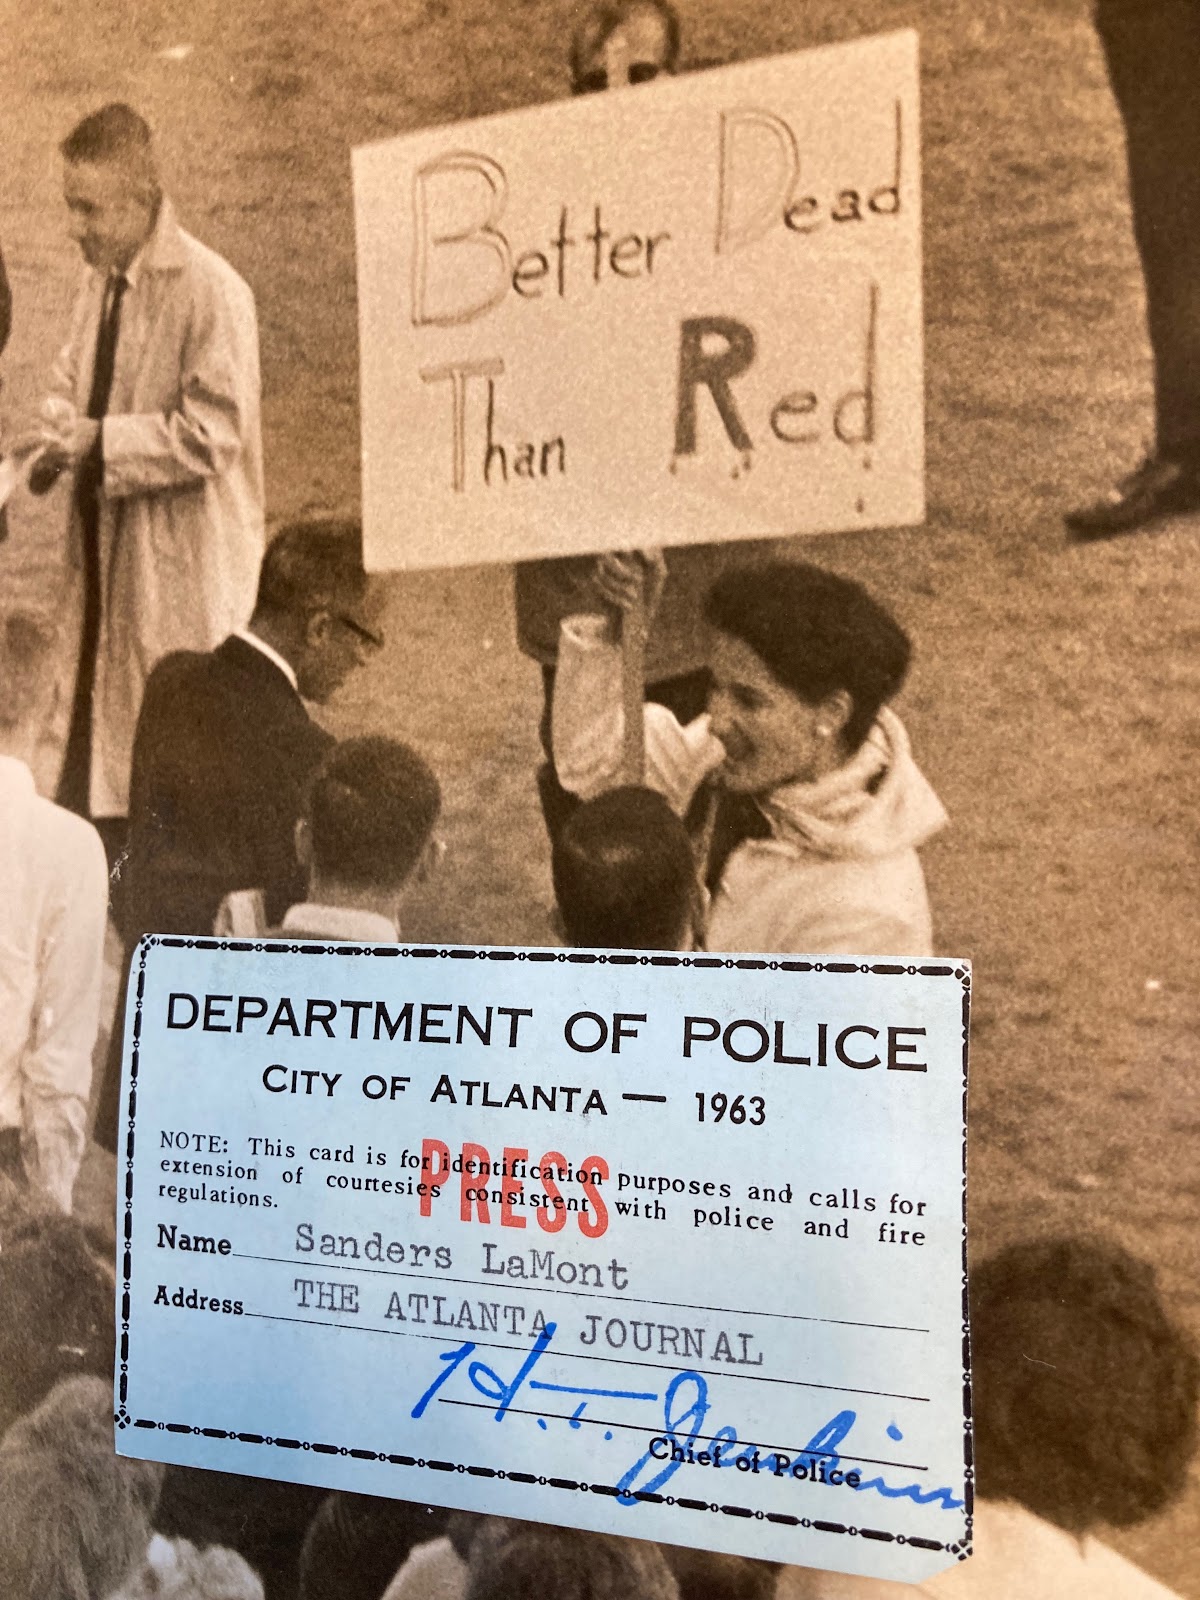 Better Dead
Than Red
DEPARTMENT OF POLICE
CITY OF ATLANTA — 1963
NOTE: This card is for identification purposes and calls for
extension of courtesies consistent with police and fire
regulations.
PRESS
Name Sanders LaMont
Address THE ATLANTA JOURNAL
H. T. Jenkins
Chief of Police